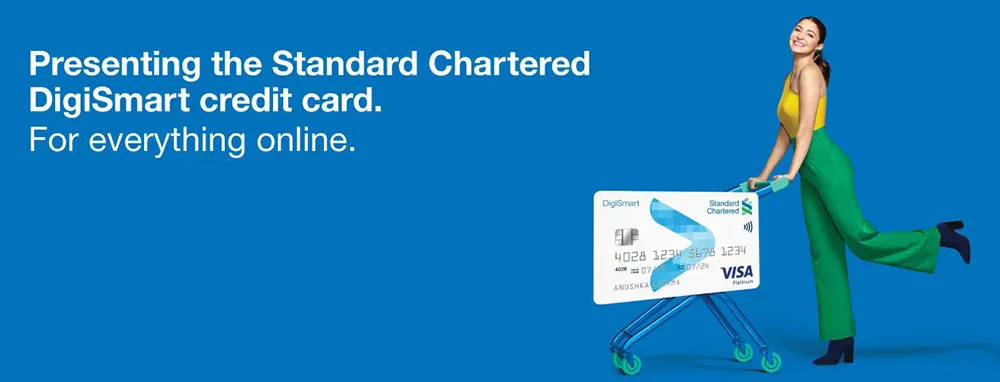 Presenting the Standard Chartered
DigiSmart credit card.
For everything online.
DigiSmart
Standard
Chartered
4028 1234 5678 1234
4028
07/24
VISA
Platinum
ANUSHKA